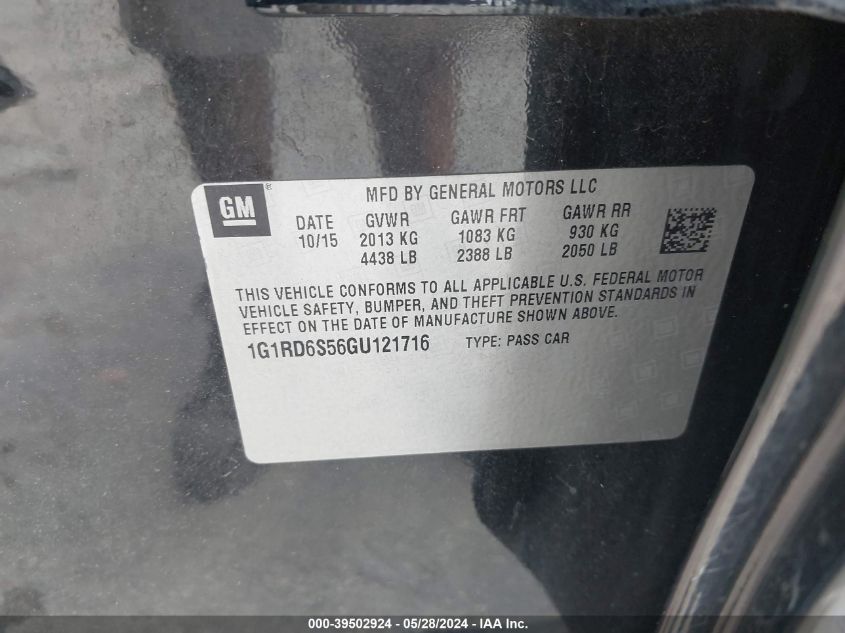 GM ®
MFD BY GENERAL MOTORS LLC
DATE GVWR GAWR FRT GAWR RR
10/15 2013 KG 1083 KG 930 KG
4438 LB 2388 LB 2050 LB
THIS VEHICLE CONFORMS TO ALL APPLICABLE U.S. FEDERAL MOTOR
VEHICLE SAFETY, BUMPER, AND THEFT PREVENTION STANDARDS IN
EFFECT ON THE DATE OF MANUFACTURE SHOWN ABOVE.
1G1RD6S56GU121716 TYPE: PASS CAR
000-39502924 - 05/28/2024 - IAA Inc.